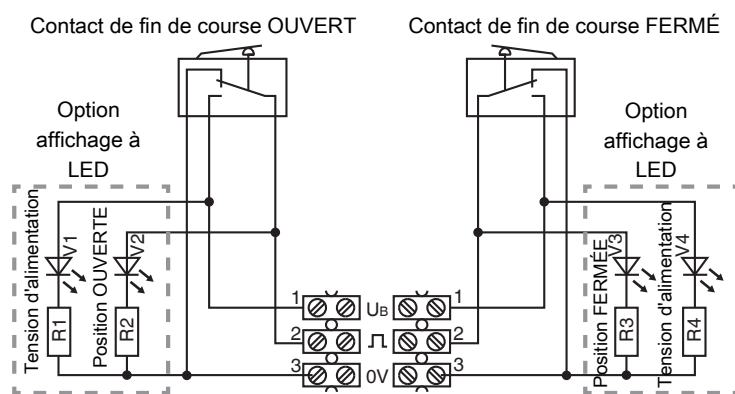 Contact de fin de course OUVERT
Contact de fin de course FERMÉ
Option
affichage à
LED
Option
affichage à
LED
Tension d'alimentation
V1
R1
Position OUVERTE
V2
R2
1
UB
1
2
2
3
0V
3
Position FERMÉE
V3
R3
Tension d'alimentation
V4
R4